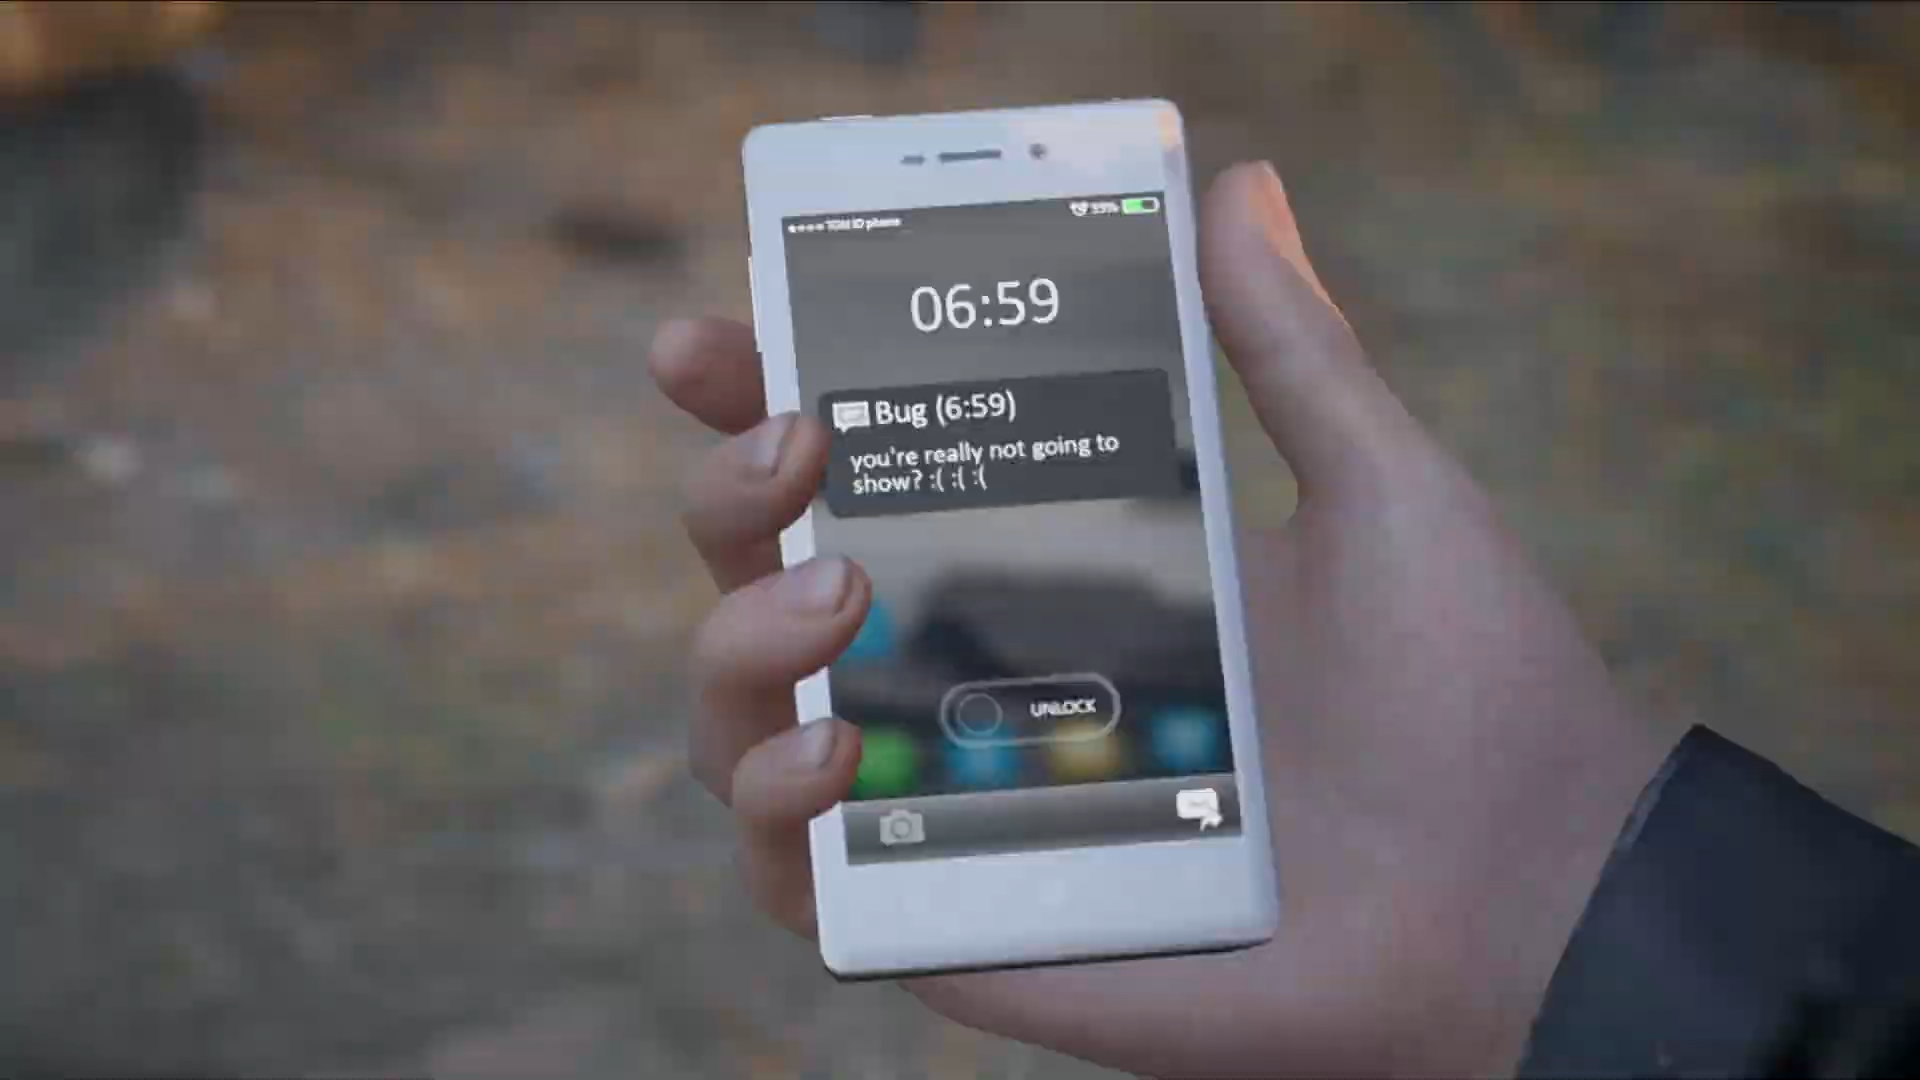 06:59
Bug (6:59)
you're really not going to
show? :( :( :(
UNLOCK